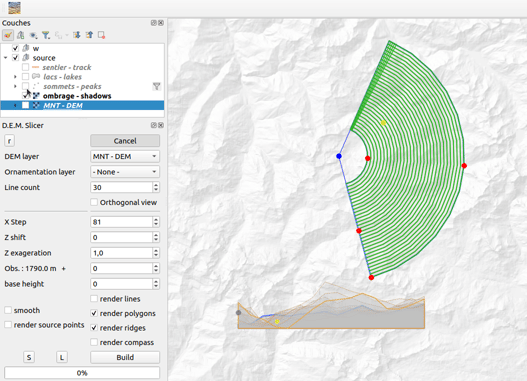 Couches
w
source
sentier - track
lacs - lakes
sommets - peaks
ombrage - shadows
MNT - DEM
D.E.M. Slicer
r
Cancel
DEM layer MNT - DEM
Ornamentation layer - None -
Line count 30
Orthogonal view
X Step 81
Z shift 0
Z exageration 1,0
Obs. : 1790.0 m + 0
base height 0
render lines
smooth
render polygons
render source points
render ridges
render compass
S L Build
0%